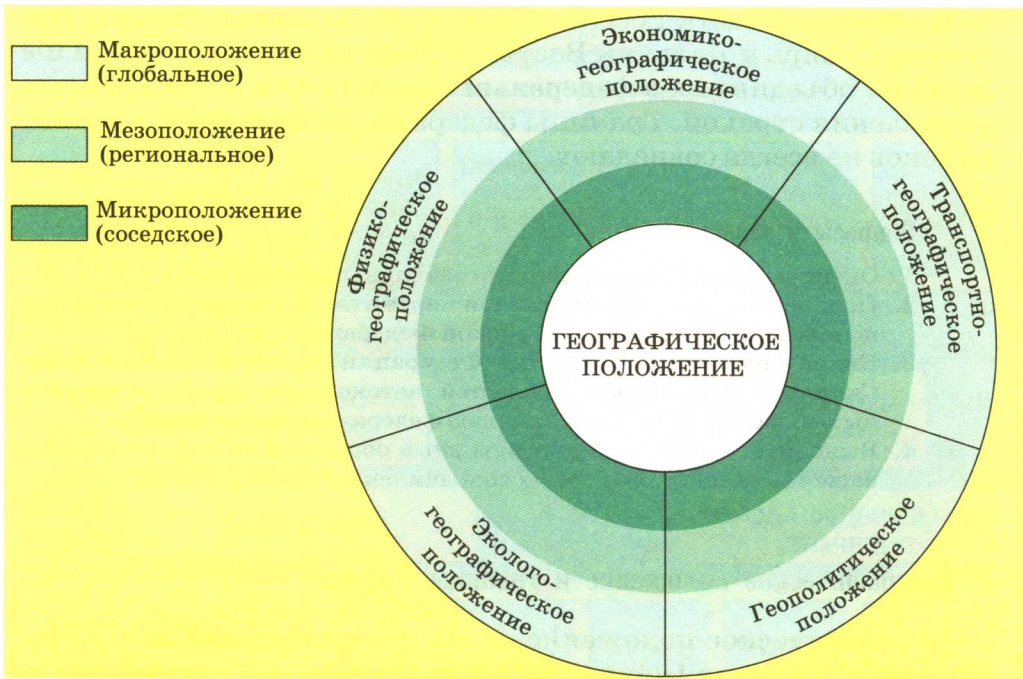 Макроположение
(глобальное)
Мезоположение
(региональное)
Микроположение
(соседское)
Экономико-
географическое
положение
Транспортно-
географическое
положение
Геополитическое
положение
Эколого-
географическое
положение
Физико-
географическое
положение
ГЕОГРАФИЧЕСКОЕ
ПОЛОЖЕНИЕ